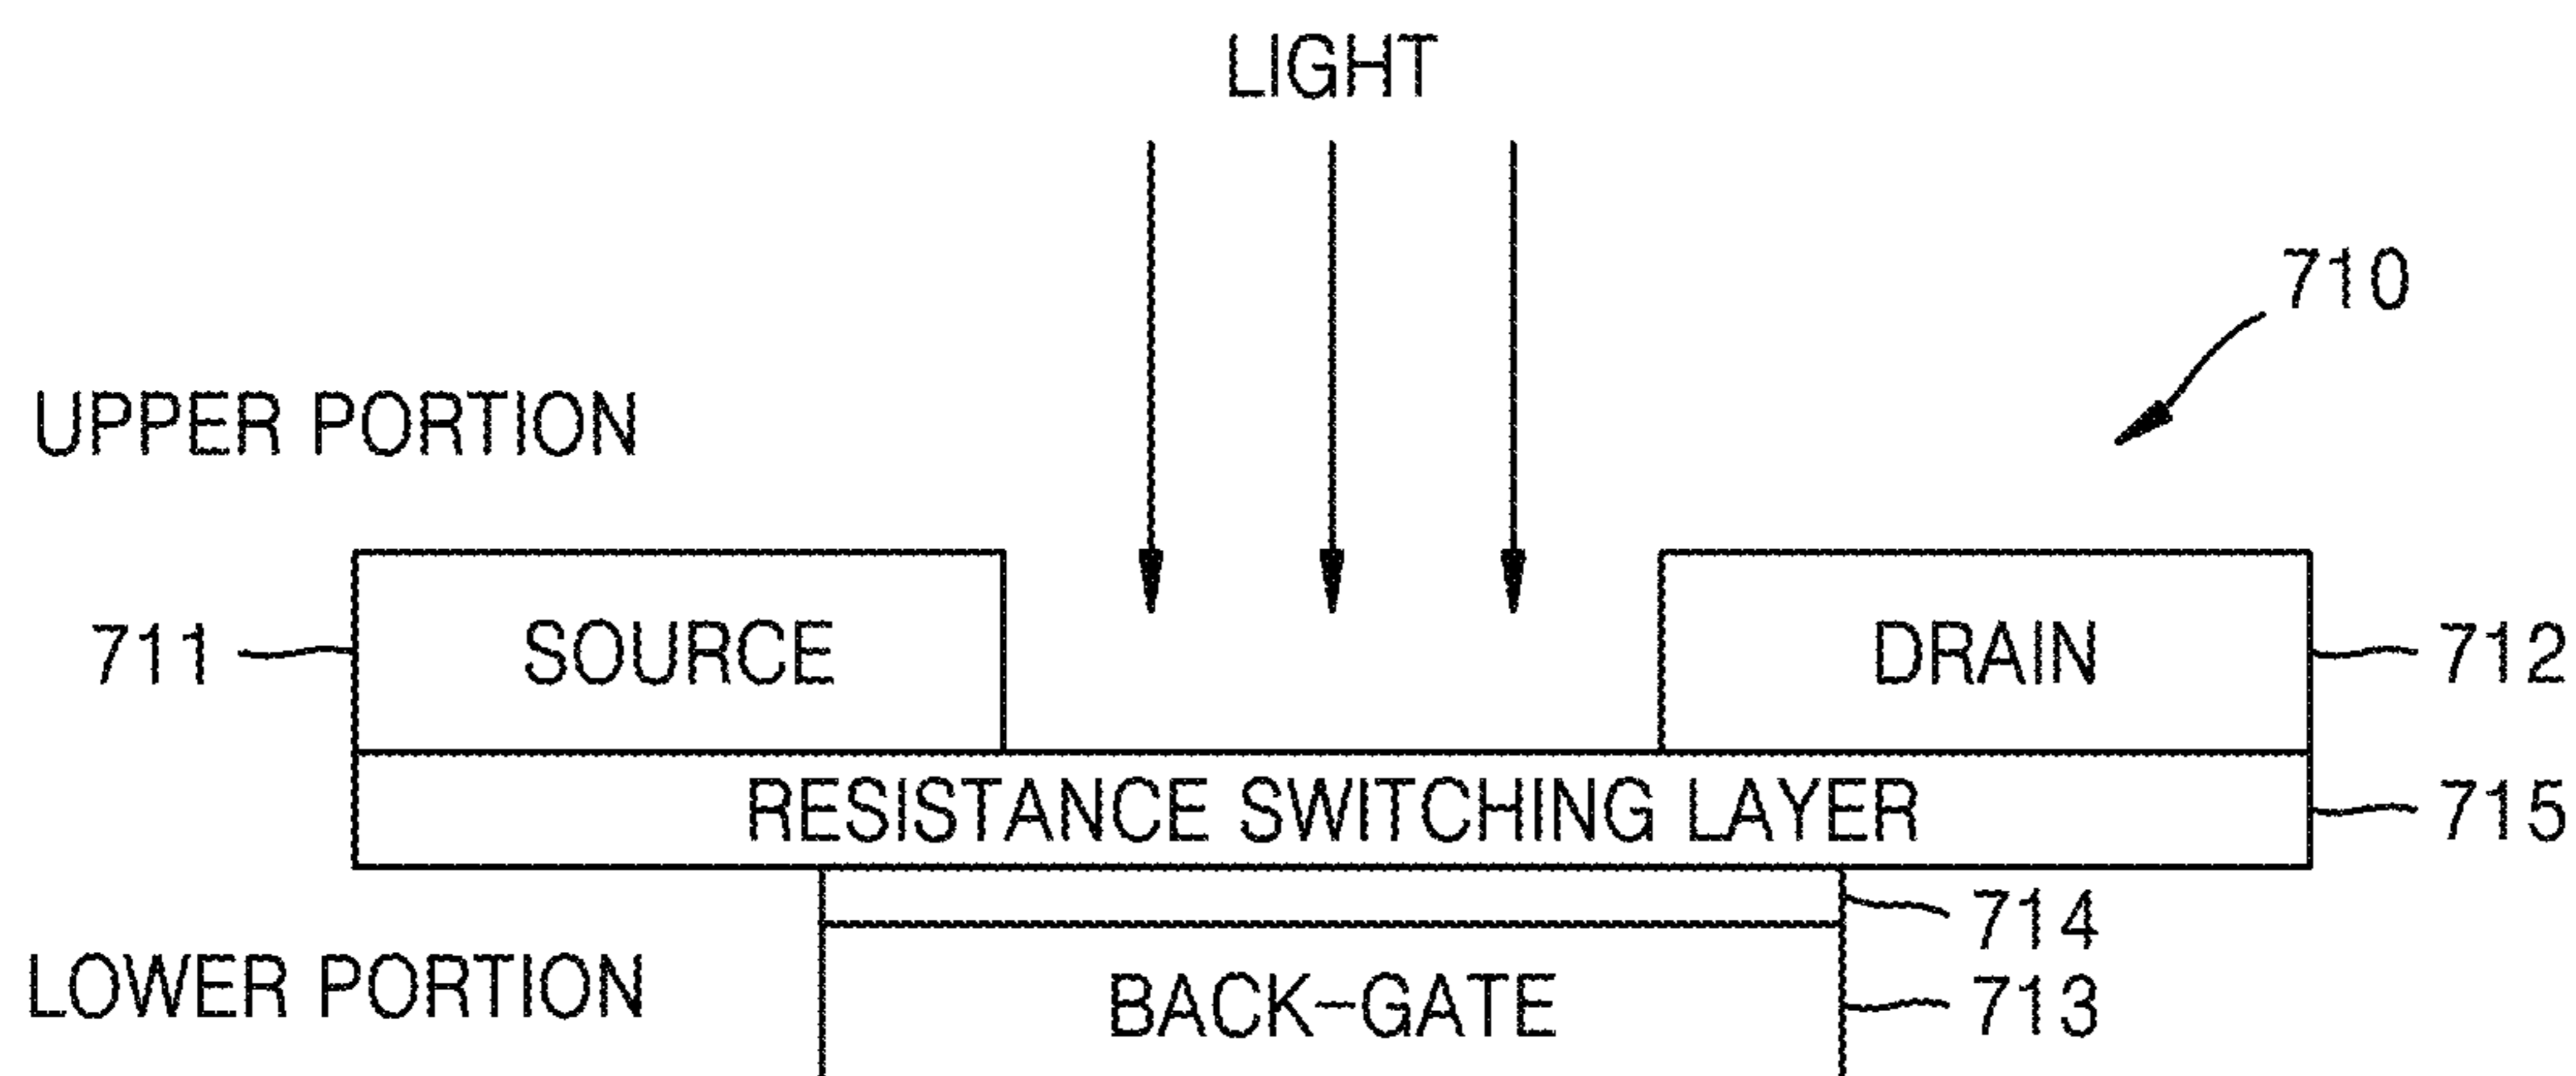 LIGHT
710
UPPER PORTION
711 SOURCE DRAIN 712
RESISTANCE SWITCHING LAYER 715
714
LOWER PORTION BACK-GATE 713